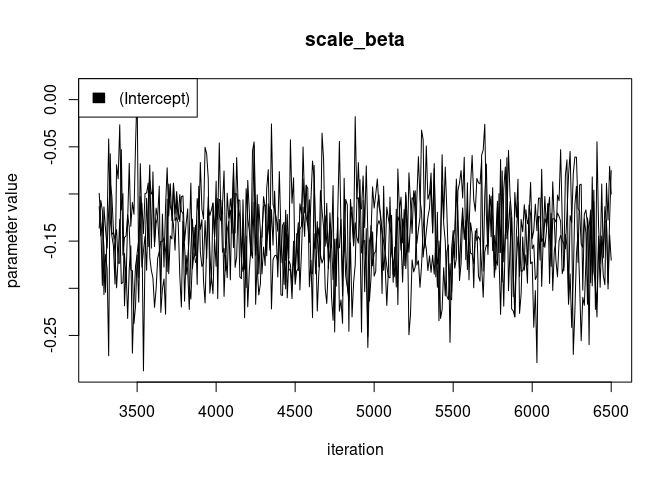 scale_beta
(Intercept)
0.00
-0.05
-0.15
-0.25
parameter value
3500 4000 4500 5000 5500 6000 6500
iteration